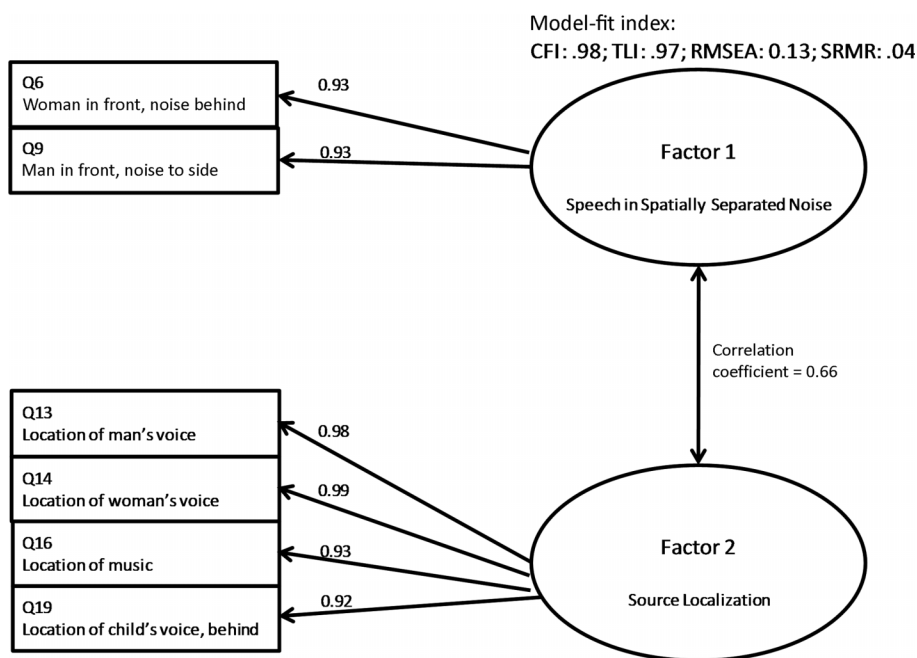 Model-fit index:
CFI: .98; TLI: .97; RMSEA: 0.13; SRMR: .04
Q6
Woman in front, noise behind
0.93
Q9
Man in front, noise to side
0.93
Factor 1
Speech in Spatially Separated Noise
Correlation
coefficient = 0.66
Q13
Location of man's voice
0.98
Q14
Location of woman's voice
0.99
Q16
Location of music
0.93
Q19
Location of child's voice, behind
0.92
Factor 2
Source Localization